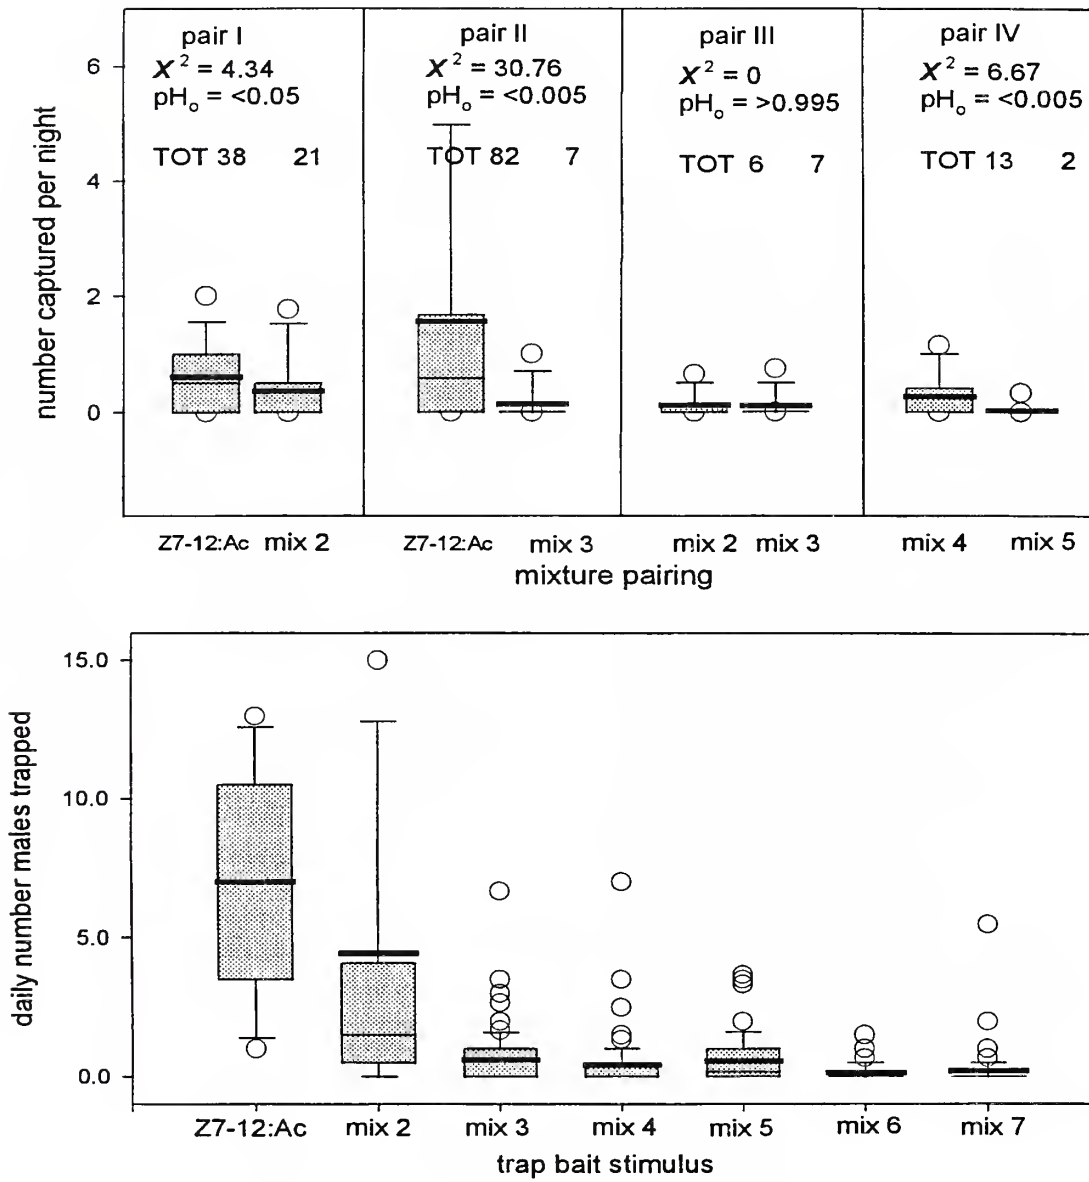 pair I
X² = 4.34
pHₒ = <0.05
TOT 38 21
pair II
X² = 30.76
pHₒ = <0.005
TOT 82 7
pair III
X² = 0
pHₒ = >0.995
TOT 6 7
pair IV
X² = 6.67
pHₒ = <0.005
TOT 13 2
number captured per night
6
4
2
0
Z7-12:Ac mix 2 Z7-12:Ac mix 3 mix 2 mix 3 mix 4 mix 5
mixture pairing
daily number males trapped
15.0
10.0
5.0
0.0
Z7-12:Ac mix 2 mix 3 mix 4 mix 5 mix 6 mix 7
trap bait stimulus